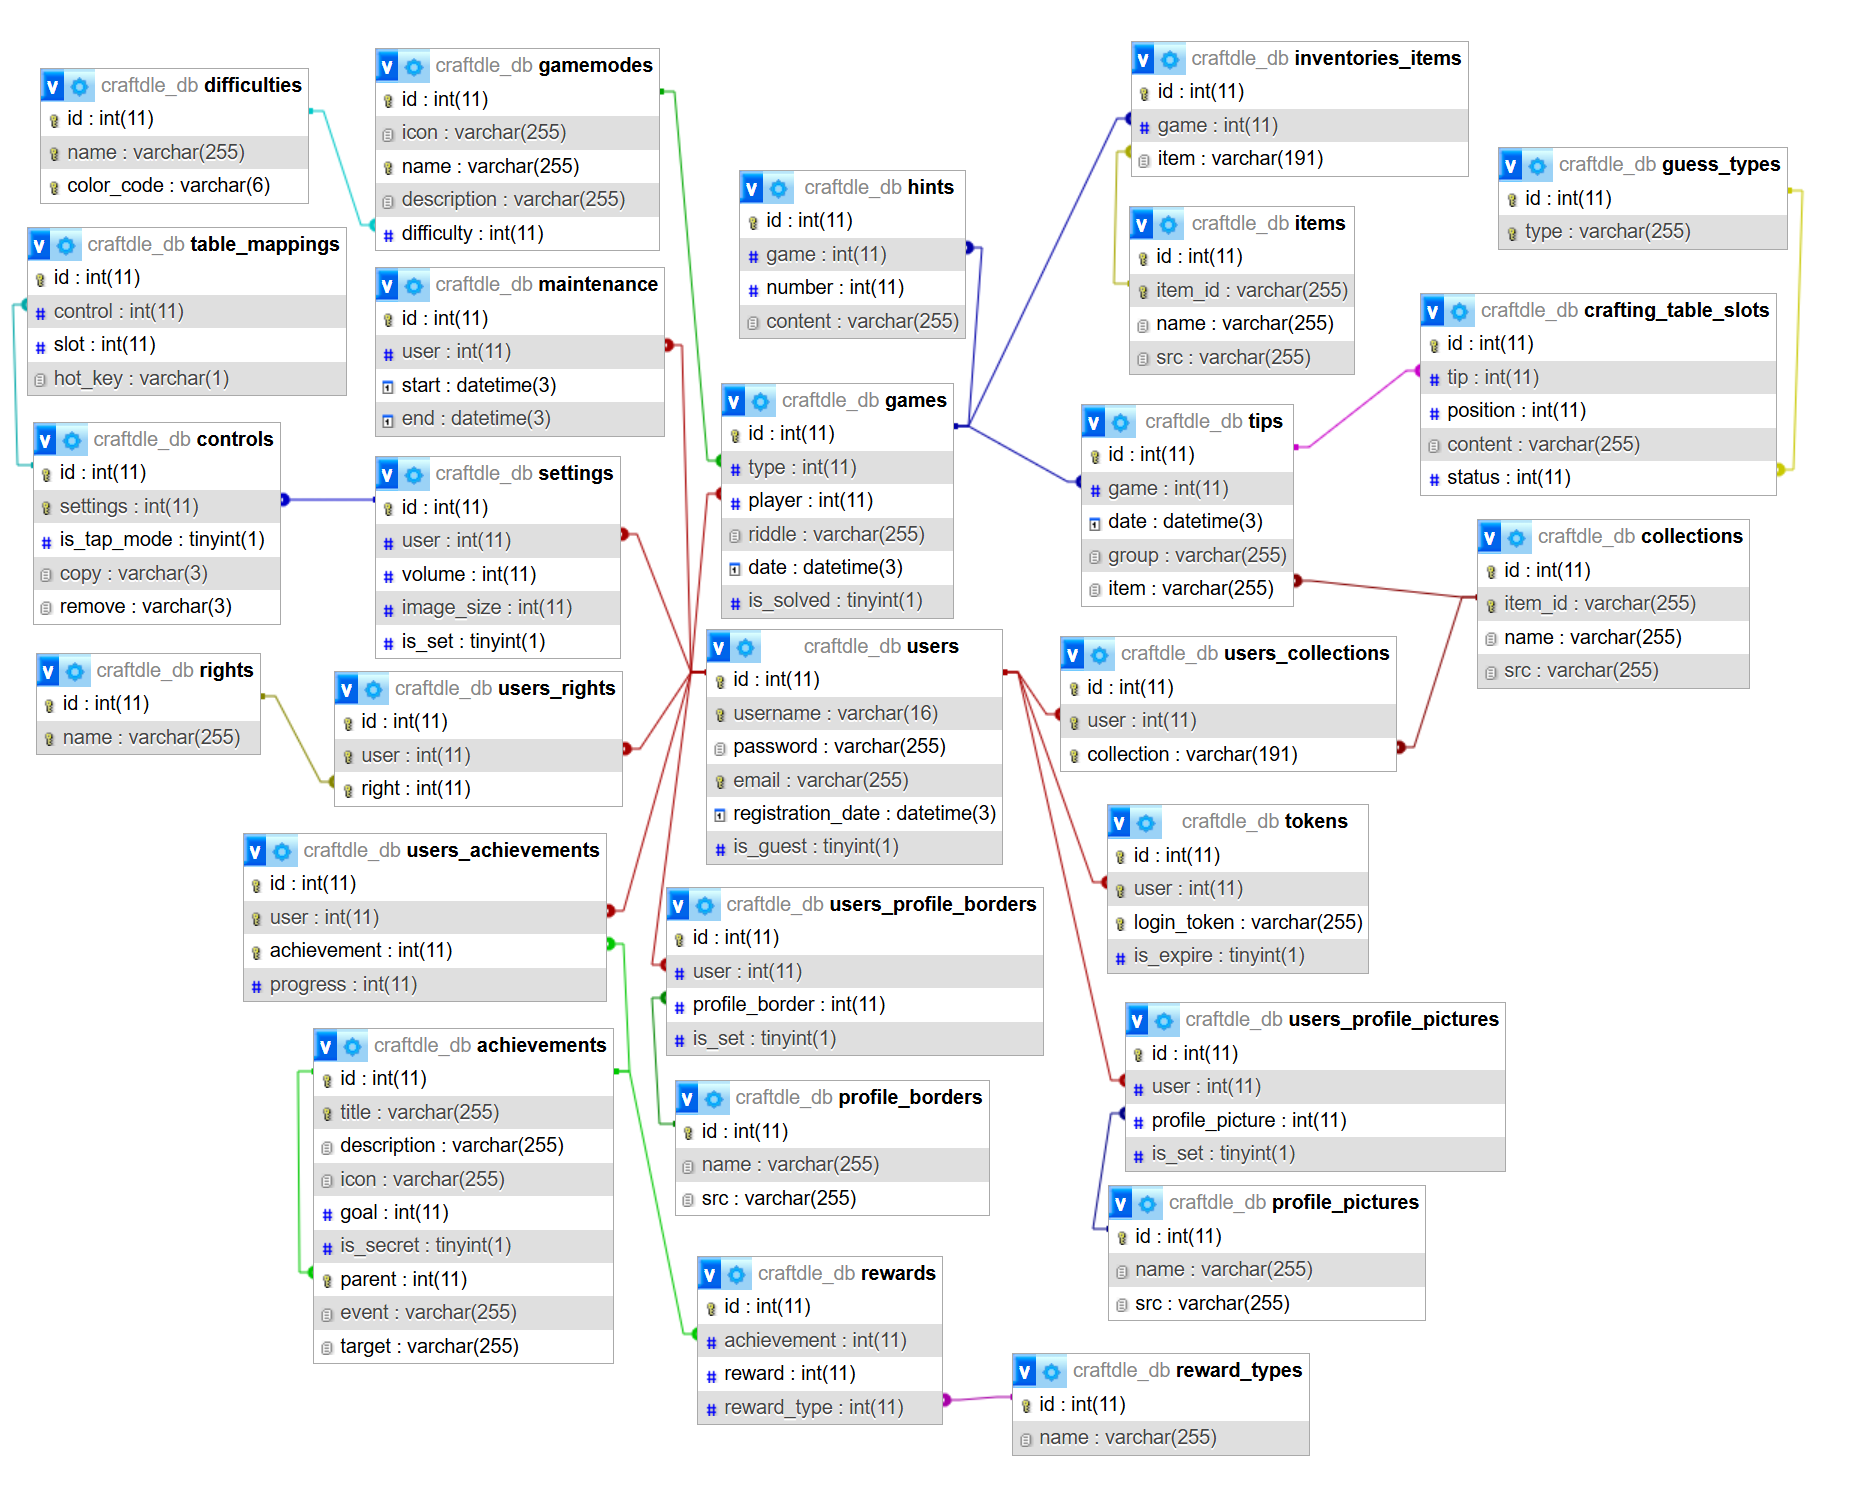 craftdle_db difficulties
id : int(11)
name : varchar(255)
color_code : varchar(6)
craftdle_db table_mappings
id : int(11)
control : int(11)
slot : int(11)
hot_key : varchar(1)
craftdle_db controls
id : int(11)
settings : int(11)
is_tap_mode : tinyint(1)
copy : varchar(3)
remove : varchar(3)
craftdle_db rights
id : int(11)
name : varchar(255)
craftdle_db gamemodes
id : int(11)
icon : varchar(255)
name : varchar(255)
description : varchar(255)
difficulty : int(11)
craftdle_db maintenance
id : int(11)
user : int(11)
start : datetime(3)
end : datetime(3)
craftdle_db settings
id : int(11)
user : int(11)
volume : int(11)
image_size : int(11)
is_set : tinyint(1)
craftdle_db users_rights
id : int(11)
user : int(11)
right : int(11)
craftdle_db users_achievements
id : int(11)
user : int(11)
achievement : int(11)
progress : int(11)
craftdle_db achievements
id : int(11)
title : varchar(255)
description : varchar(255)
icon : varchar(255)
goal : int(11)
is_secret : tinyint(1)
parent : int(11)
event : varchar(255)
target : varchar(255)
craftdle_db hints
id : int(11)
game : int(11)
number : int(11)
content : varchar(255)
craftdle_db games
id : int(11)
type : int(11)
player : int(11)
riddle : varchar(255)
date : datetime(3)
is_solved : tinyint(1)
craftdle_db users
id : int(11)
username : varchar(16)
password : varchar(255)
email : varchar(255)
registration_date : datetime(3)
is_guest : tinyint(1)
craftdle_db users_profile_borders
id : int(11)
user : int(11)
profile_border : int(11)
is_set : tinyint(1)
craftdle_db profile_borders
id : int(11)
name : varchar(255)
src : varchar(255)
craftdle_db rewards
id : int(11)
achievement : int(11)
reward : int(11)
reward_type : int(11)
craftdle_db inventories_items
id : int(11)
game : int(11)
item : varchar(191)
craftdle_db items
id : int(11)
item_id : varchar(255)
name : varchar(255)
src : varchar(255)
craftdle_db tips
id : int(11)
game : int(11)
date : datetime(3)
group : varchar(255)
item : varchar(255)
craftdle_db users_collections
id : int(11)
user : int(11)
collection : varchar(191)
craftdle_db tokens
id : int(11)
user : int(11)
login_token : varchar(255)
is_expire : tinyint(1)
craftdle_db users_profile_pictures
id : int(11)
user : int(11)
profile_picture : int(11)
is_set : tinyint(1)
craftdle_db profile_pictures
id : int(11)
name : varchar(255)
src : varchar(255)
craftdle_db reward_types
id : int(11)
name : varchar(255)
craftdle_db guess_types
id : int(11)
type : varchar(255)
craftdle_db crafting_table_slots
id : int(11)
tip : int(11)
position : int(11)
content : varchar(255)
status : int(11)
craftdle_db collections
id : int(11)
item_id : varchar(255)
name : varchar(255)
src : varchar(255)